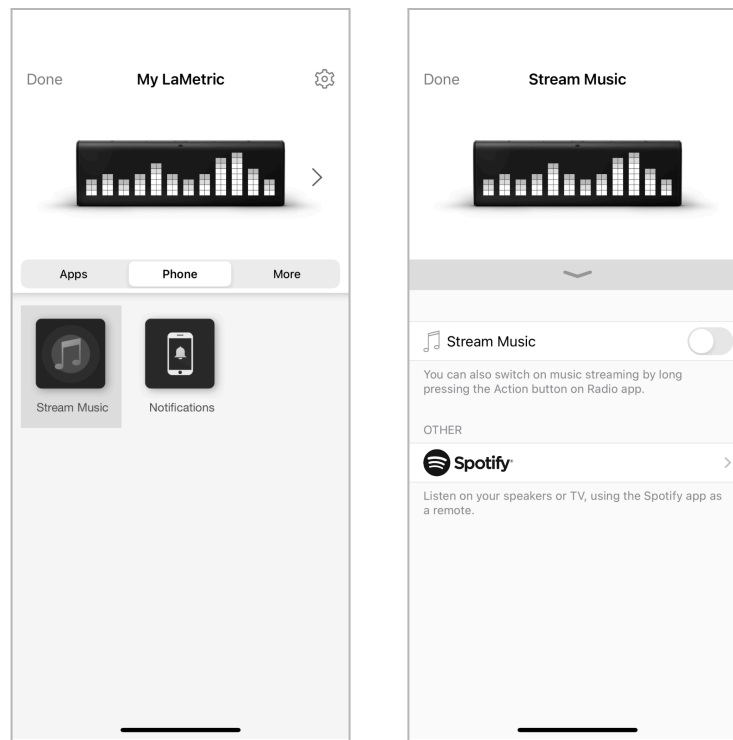 Done My LaMetric
Apps Phone More
Stream Music Notifications
Done Stream Music
Stream Music
You can also switch on music streaming by long
pressing the Action button on Radio app.
OTHER
Spotify
Listen on your speakers or TV, using the Spotify app as
a remote.